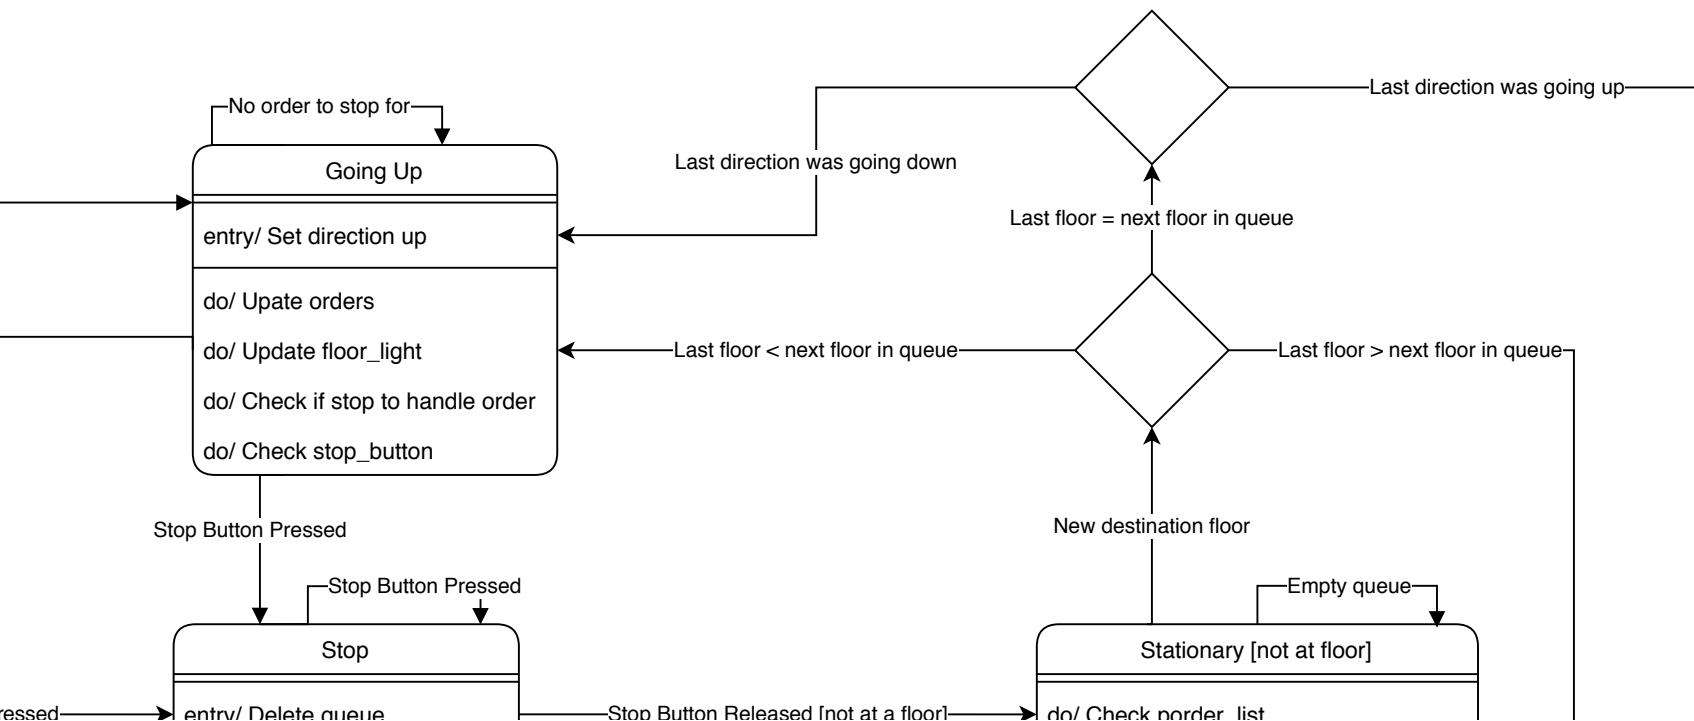 No order to stop for
Last direction was going up
Going Up
Last direction was going down
Last floor = next floor in queue
entry/ Set direction up
do/ Upate orders
do/ Update floor_light
do/ Check if stop to handle order
do/ Check stop_button
Last floor < next floor in queue
Last floor > next floor in queue
Stop Button Pressed
New destination floor
Stop Button Pressed
Empty queue
Stop
Stationary [not at floor]
ressed
entry/ Delete queue
Stop Button Released [not at a floor]
do/ Check porder_list